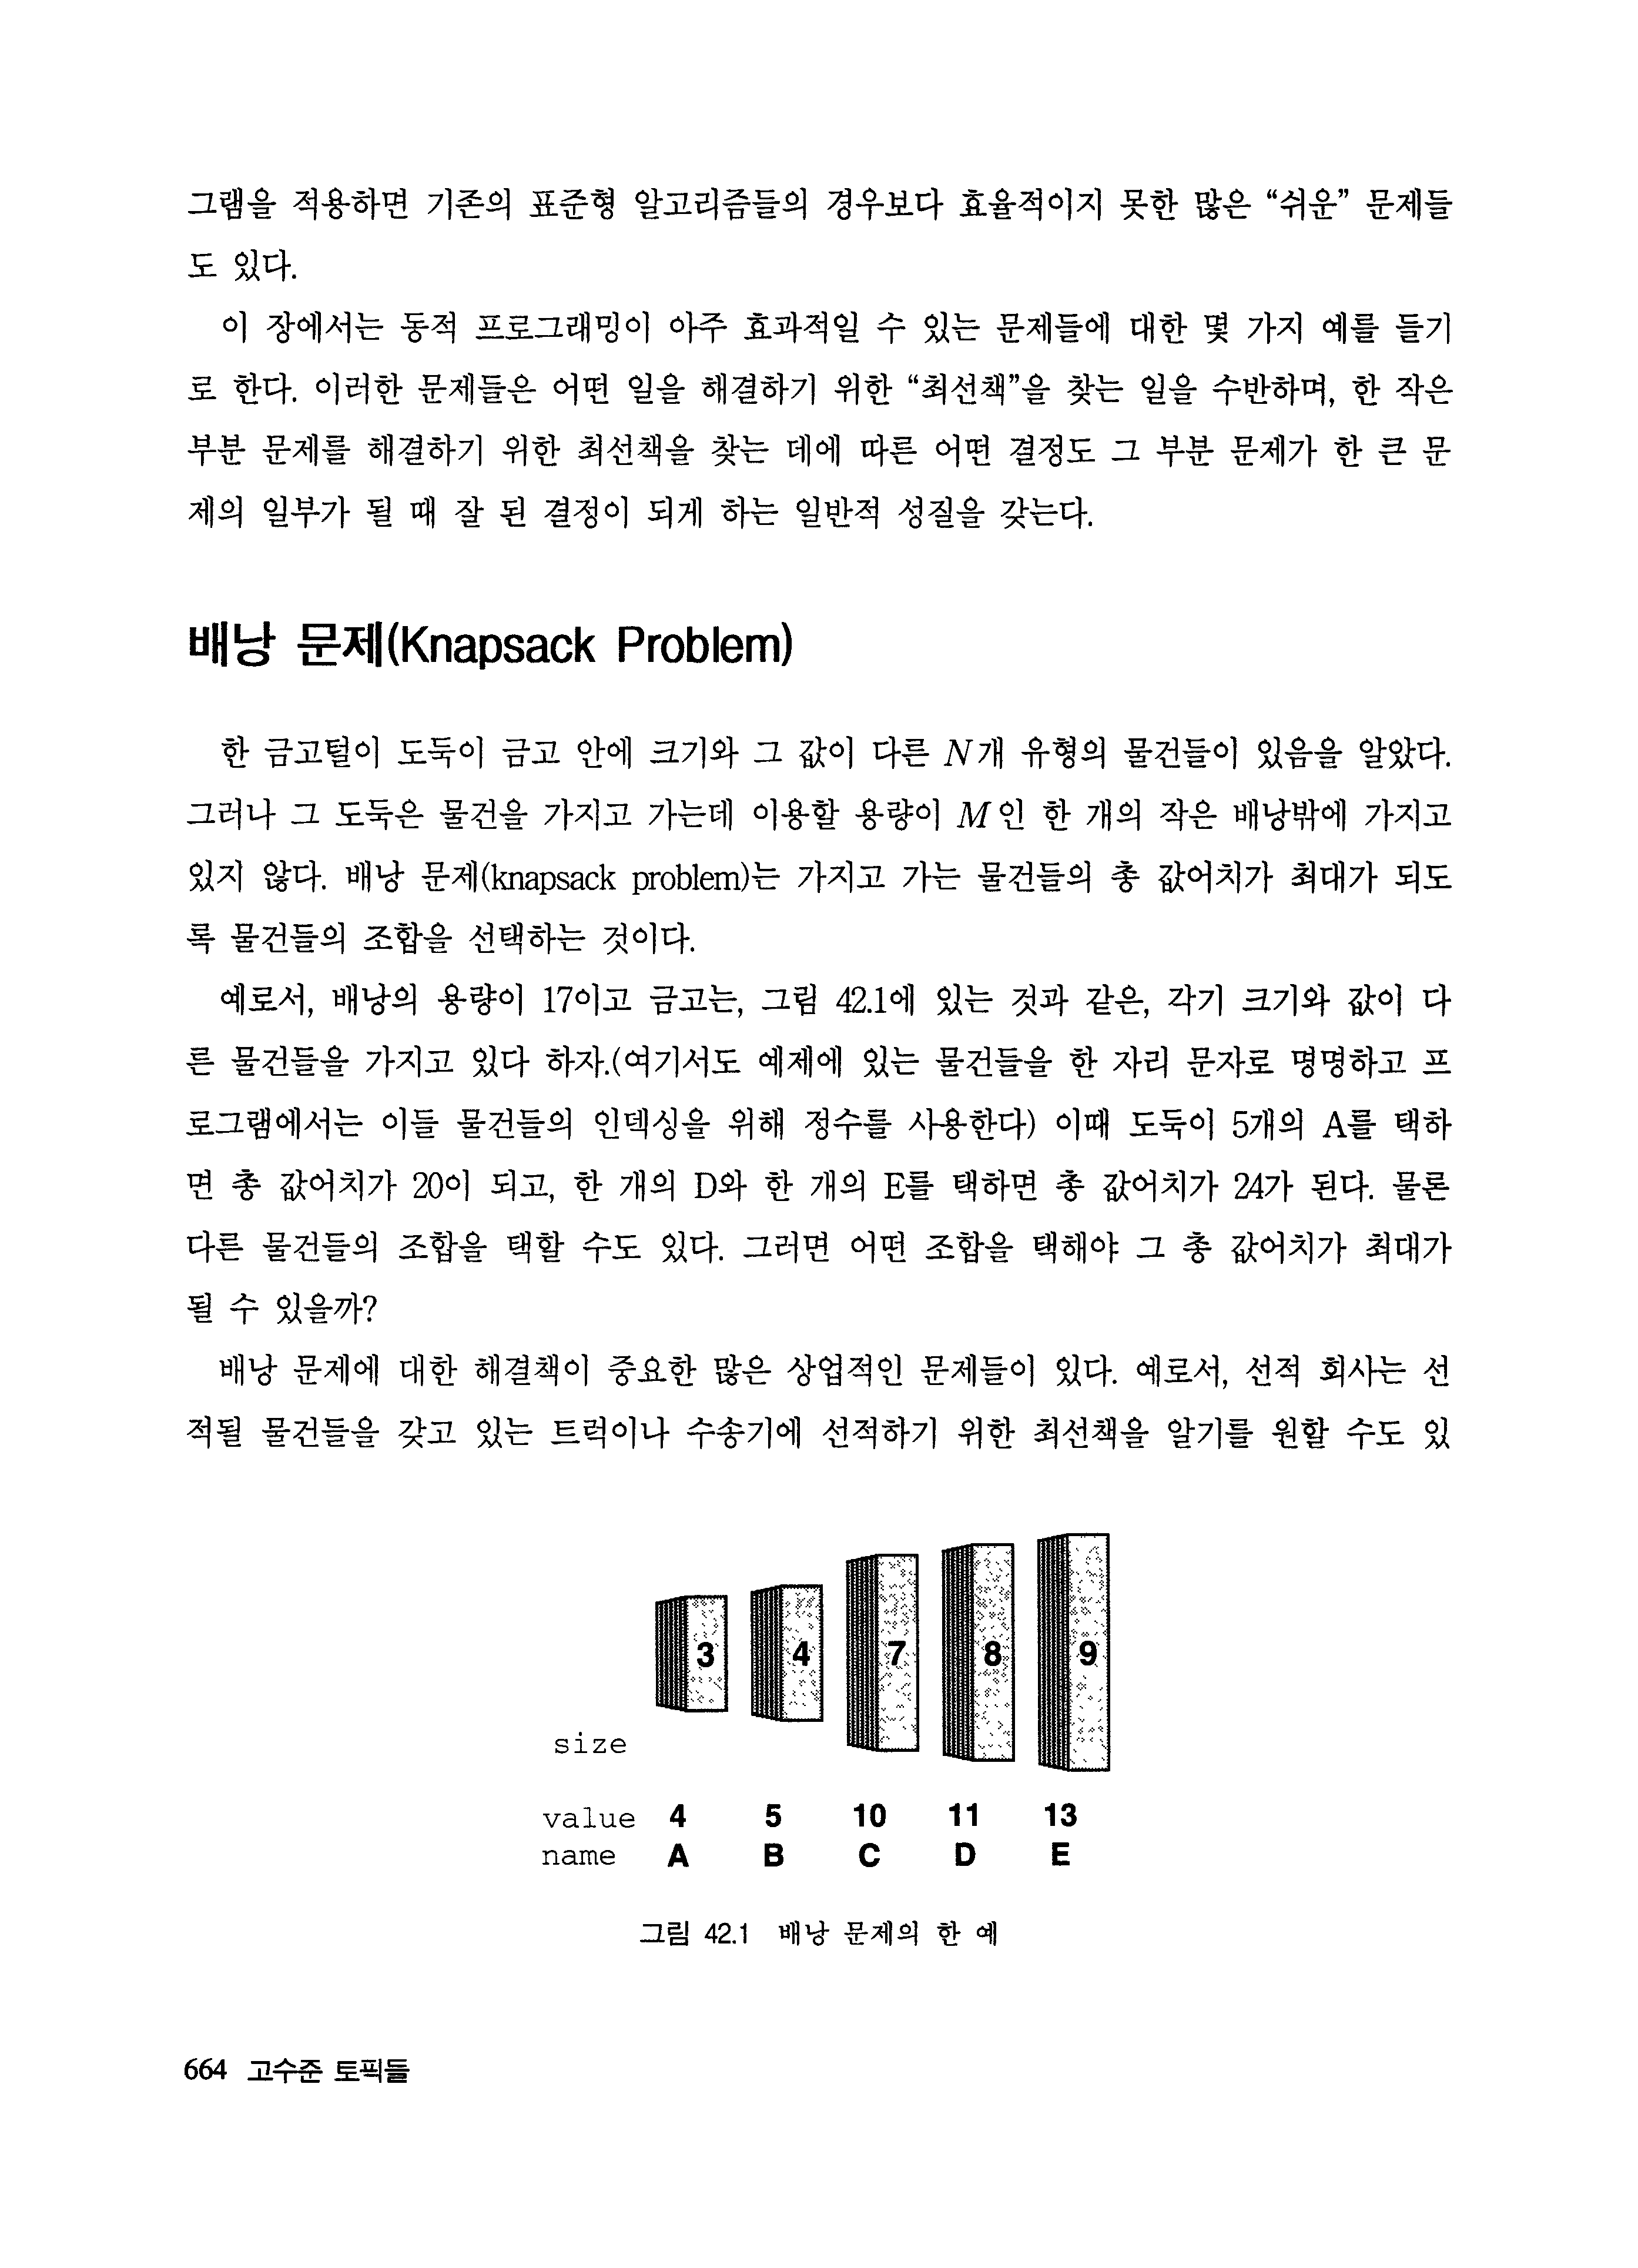 그램을 적용하면 기존의 표준형 알고리즘들의 경우보다 효율적이지 못한 많은 “쉬운” 문제들
도 있다.
이 장에서는 동적 프로그래밍이 아주 효과적일 수 있는 문제들에 대한 몇 가지 예를 들기
로 한다. 이러한 문제들은 어떤 일을 해결하기 위한 “최선책”을 찾는 일을 수반하며, 한 작은
부분 문제를 해결하기 위한 최선책을 찾는 데에 따른 어떤 결정도 그 부분 문제가 한 큰 문
제의 일부가 될 때 잘 된 결정이 되게 하는 일반적 성질을 갖는다.
배낭 문제(Knapsack Problem)
한 금고털이 도둑이 금고 안에 크기와 그 값이 다른 N개 유형의 물건들이 있음을 알았다.
그러나 그 도둑은 물건을 가지고 가는데 이용할 용량이 M인 한 개의 작은 배낭밖에 가지고
있지 않다. 배낭 문제(knapsack problem)는 가지고 가는 물건들의 총 값어치가 최대가 되도
록 물건들의 조합을 선택하는 것이다.
예로서, 배낭의 용량이 17이고 금고는, 그림 42.1에 있는 것과 같은, 각기 크기와 값이 다
른 물건들을 가지고 있다 하자.(여기서도 예제에 있는 물건들을 한 자리 문자로 명명하고 프
로그램에서는 이들 물건들의 인덱싱을 위해 정수를 사용한다) 이때 도둑이 5개의 A를 택하
면 총 값어치가 20이 되고, 한 개의 D와 한 개의 E를 택하면 총 값어치가 24가 된다. 물론
다른 물건들의 조합을 택할 수도 있다. 그러면 어떤 조합을 택해야 그 총 값어치가 최대가
될 수 있을까?
배낭 문제에 대한 해결책이 중요한 많은 상업적인 문제들이 있다. 예로서, 선적 회사는 선
적될 물건들을 갖고 있는 트럭이나 수송기에 선적하기 위한 최선책을 알기를 원할 수도 있
3 4 7 8 9
size
value 4 5 10 11 13
name A B C D E
그림 42.1 배낭 문제의 한 예
664 고수준 토픽들